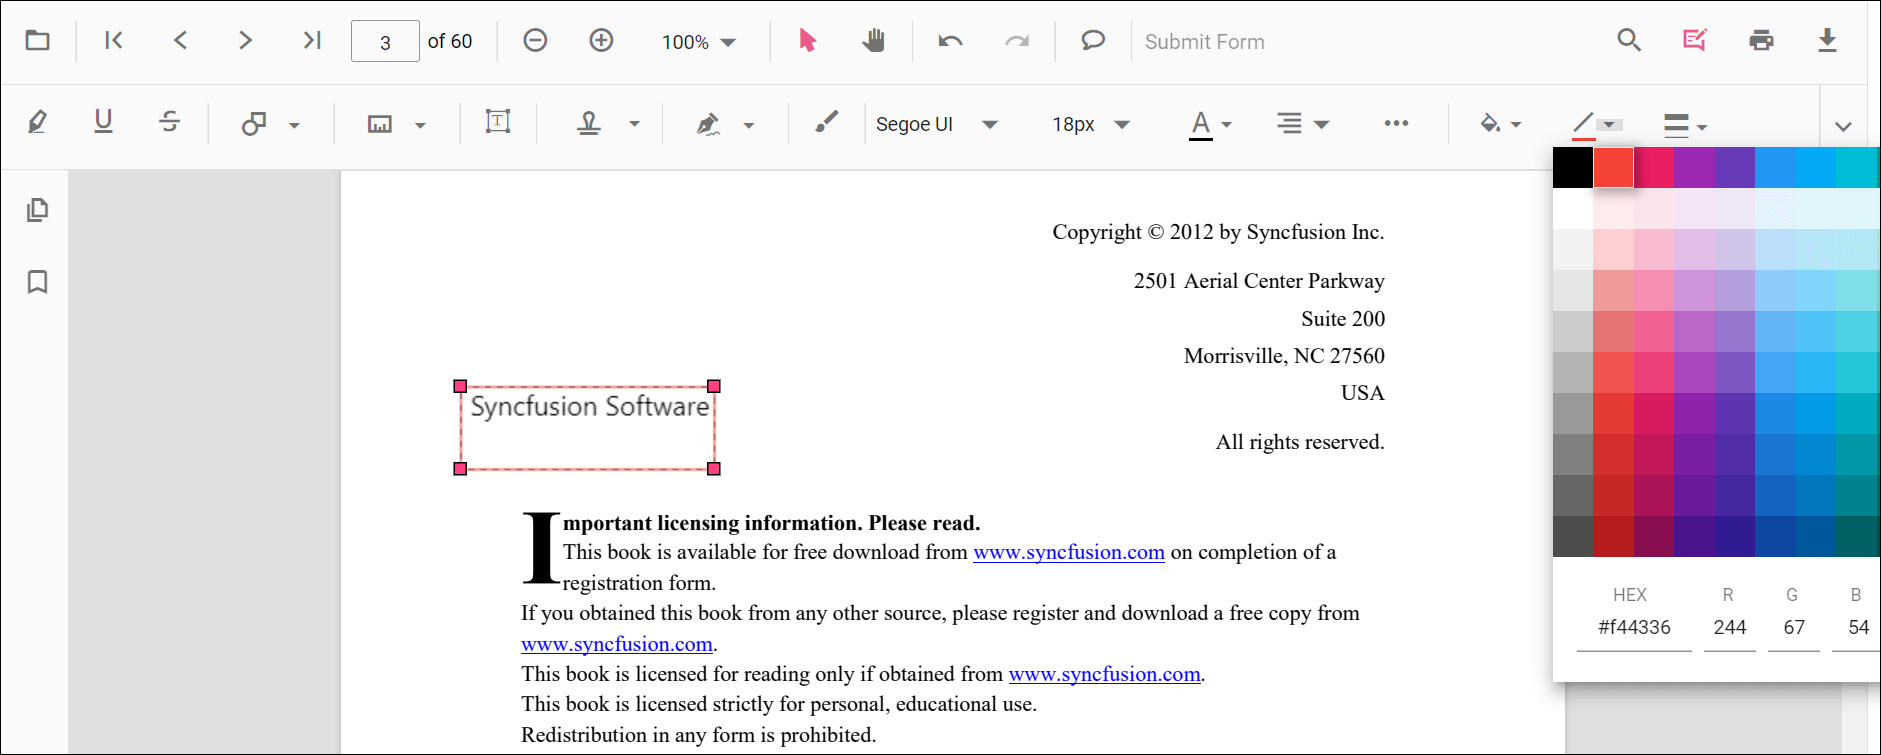 3 of 60 100% Submit Form
U S T Segoe UI 18px A
Copyright © 2012 by Syncfusion Inc.
2501 Aerial Center Parkway
Suite 200
Morrisville, NC 27560
USA
Syncfusion Software
All rights reserved.
Important licensing information. Please read.
This book is available for free download from www.syncfusion.com on completion of a
registration form.
If you obtained this book from any other source, please register and download a free copy from
www.syncfusion.com.
This book is licensed for reading only if obtained from www.syncfusion.com.
This book is licensed strictly for personal, educational use.
Redistribution in any form is prohibited.
HEX R G B
#f44336 244 67 54